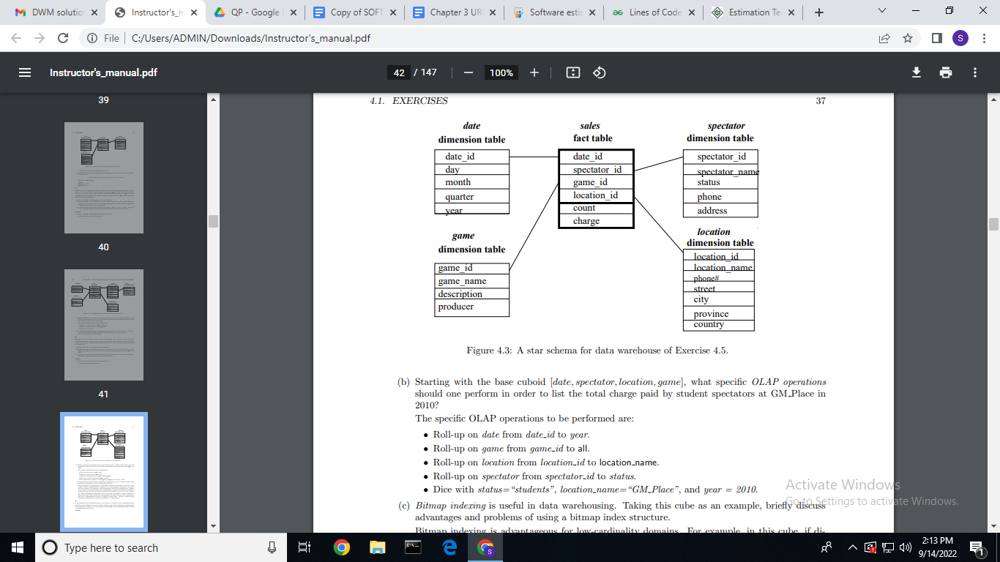 DWM solution
Instructor's_m
QP - Google
Copy of SOFT
Chapter 3 UR
Software esti
Lines of Code
Estimation Te
File C:/Users/ADMIN/Downloads/Instructor's_manual.pdf
S
Instructor's_manual.pdf
42 / 147
100%
39
40
41
4.1. EXERCISES 37
date
dimension table
date_id
day
month
quarter
year
sales
fact table
date_id
spectator_id
game_id
location_id
count
charge
spectator
dimension table
spectator_id
spectator_name
status
phone
address
game
dimension table
game_id
game_name
description
producer
location
dimension table
location_id
location_name
phone#
street
city
province
country
Figure 4.3: A star schema for data warehouse of Exercise 4.5.
(b) Starting with the base cuboid [date, spectator, location, game], what specific OLAP operations
should one perform in order to list the total charge paid by student spectators at GM_Place in
2010?
The specific OLAP operations to be performed are:
• Roll-up on date from date_id to year.
• Roll-up on game from game_id to all.
• Roll-up on location from location_id to location_name.
• Roll-up on spectator from spectator_id to status.
• Dice with status="students", location_name="GM_Place", and year = 2010.
(c) Bitmap indexing is useful in data warehousing. Taking this cube as an example, briefly discuss
advantages and problems of using a bitmap index structure.
Bitmap indexing is advantageous for low-cardinality domains. For example, in this cube, if di-
Activate Windows
Go to Settings to activate Windows.
Type here to search
2:13 PM
9/14/2022
1